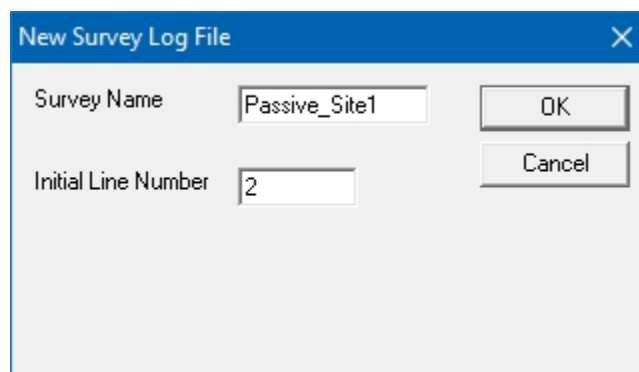 New Survey Log File
Survey Name
Passive_Site1
OK
Cancel
Initial Line Number
2